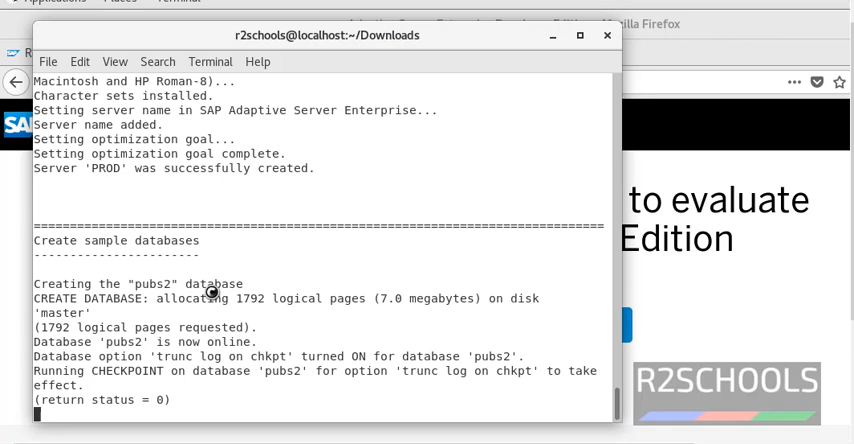 Applications Places Terminal
Mozilla Firefox
r2schools@localhost:~/Downloads
File Edit View Search Terminal Help
Macintosh and HP Roman-8)...
Character sets installed.
Setting server name in SAP Adaptive Server Enterprise...
Server name added.
Setting optimization goal...
Setting optimization goal complete.
Server 'PROD' was successfully created.
================================================================================
Create sample databases
-----------------------
Creating the "pubs2" database
CREATE DATABASE: allocating 1792 logical pages (7.0 megabytes) on disk
'master'
(1792 logical pages requested).
Database 'pubs2' is now online.
Database option 'trunc log on chkpt' turned ON for database 'pubs2'.
Running CHECKPOINT on database 'pubs2' for option 'trunc log on chkpt' to take
effect.
(return status = 0)
SAP
R
to evaluate
Edition
R2SCHOOLS